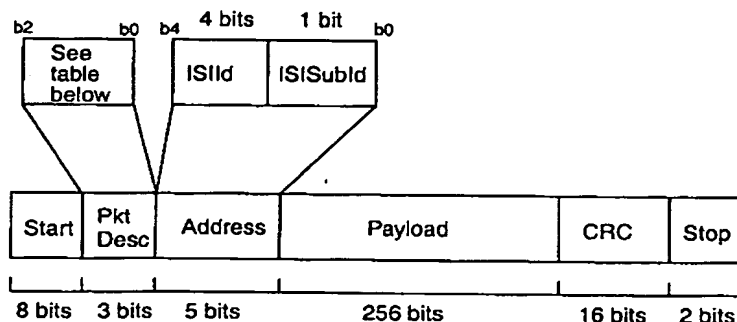 4 bits 1 bit
b2 b0 b4 b0
See
table
below
ISIId ISISubId
Start Pkt
Desc Address Payload CRC Stop
8 bits 3 bits 5 bits 256 bits 16 bits 2 bits